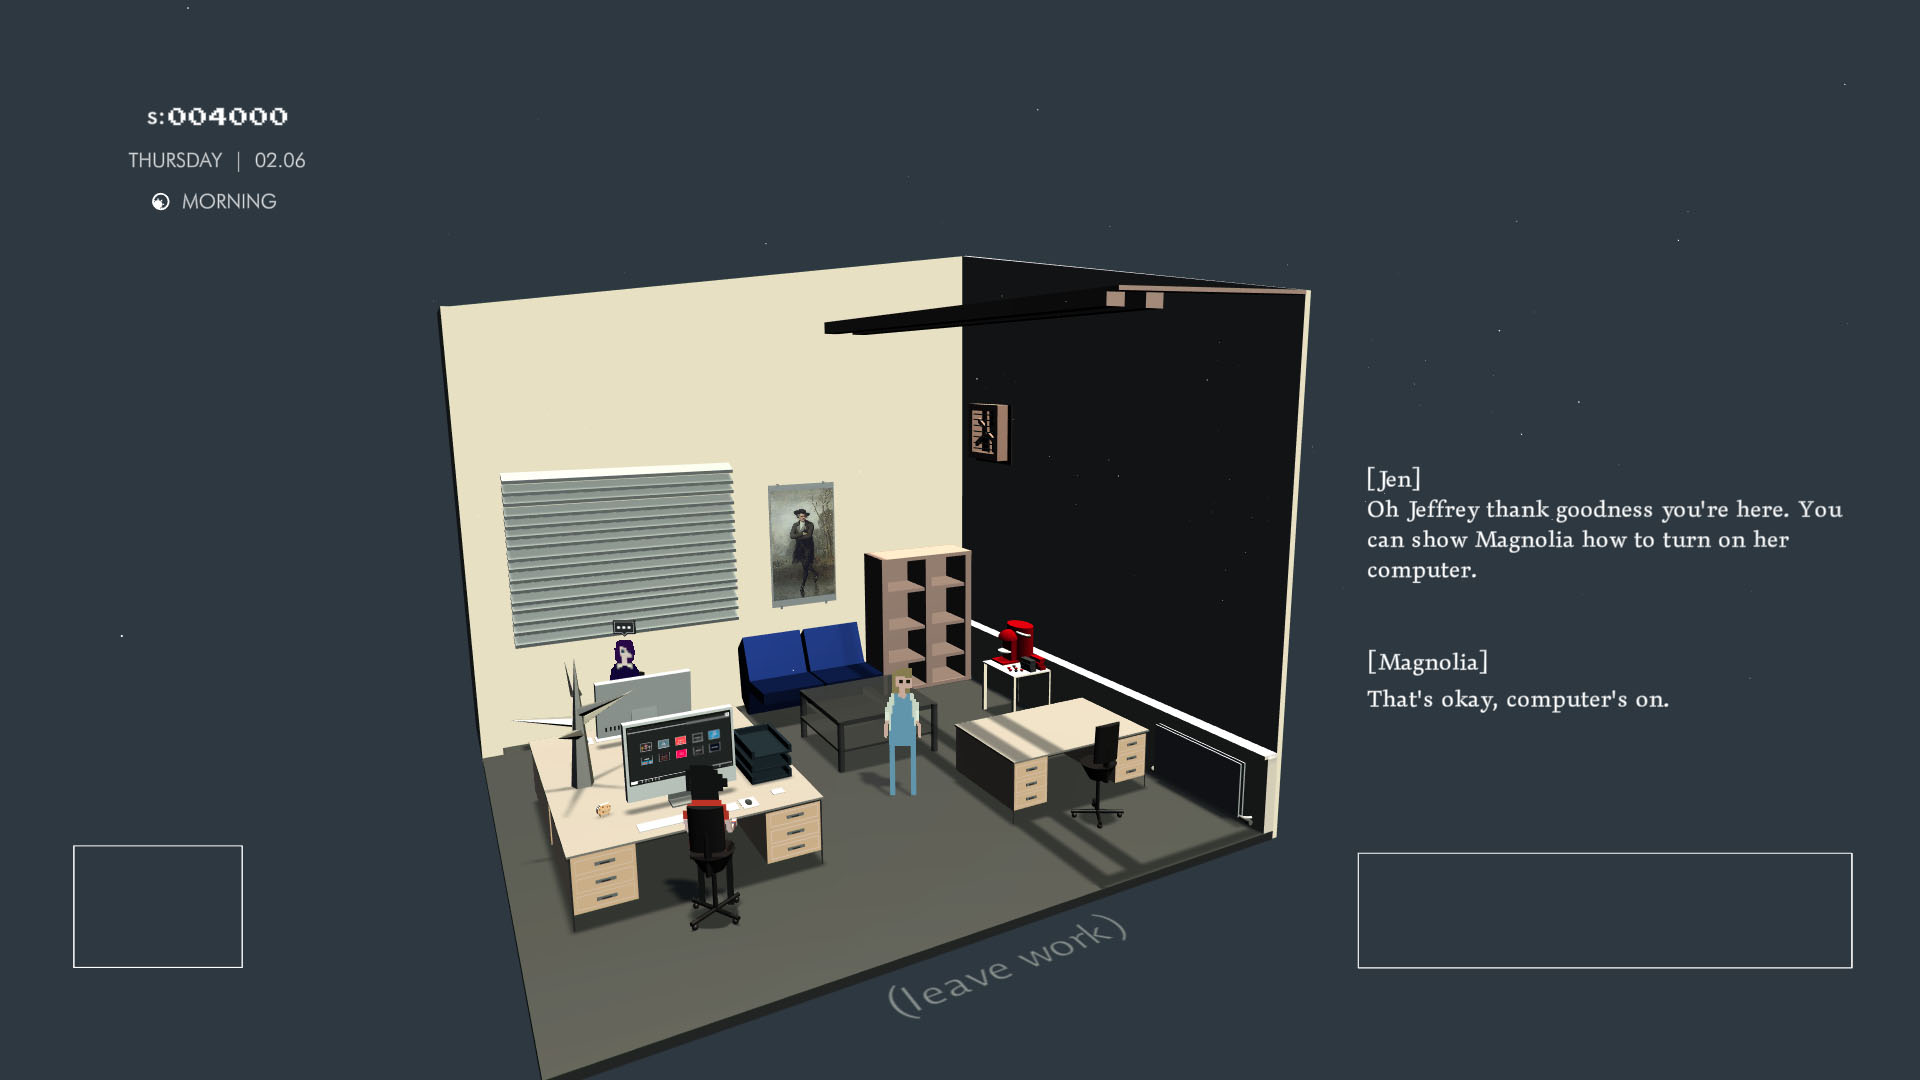 s:004000
THURSDAY | 02.06
MORNING
[Jen]
Oh Jeffrey thank goodness you're here. You
can show Magnolia how to turn on her
computer.
[Magnolia]
That's okay, computer's on.
(leave work)